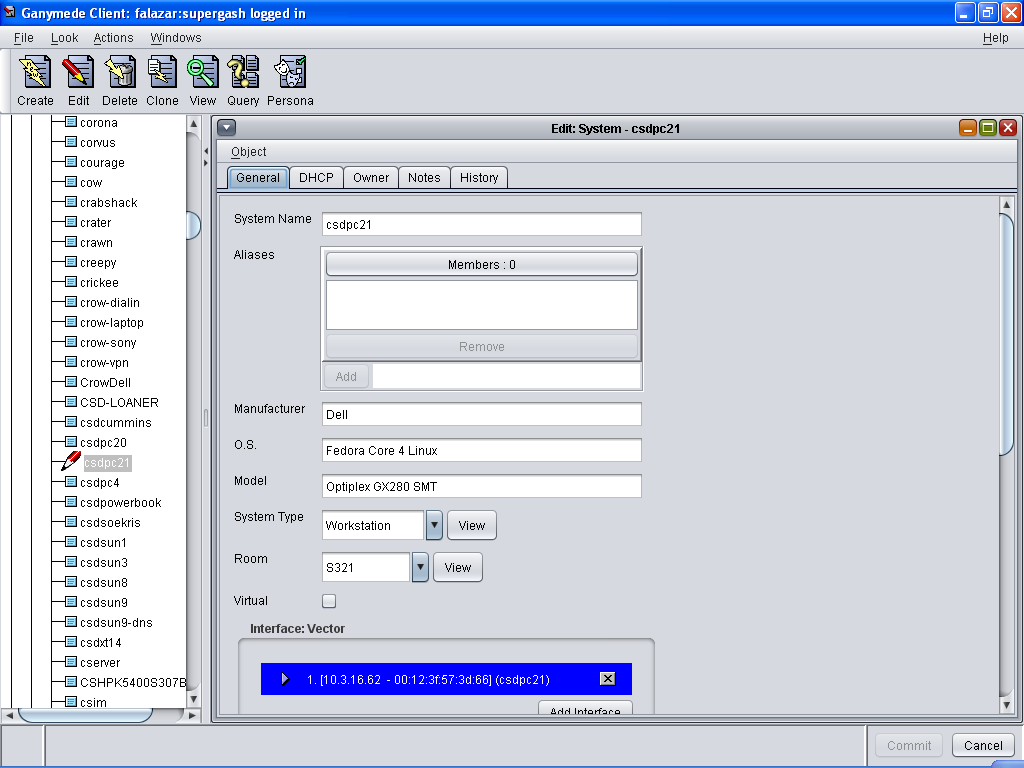 Ganymede Client: falazar:supergash logged in
File Look Actions Windows Help
Create Edit Delete Clone View Query Persona
corona
corvus
courage
cow
crabshack
crater
crawn
creepy
crickee
crow-dialin
crow-laptop
crow-sony
crow-vpn
CrowDell
CSD-LOANER
csdcummins
csdpc20
csdpc21
csdpc4
csdpowerbook
csdsoekris
csdsun1
csdsun3
csdsun8
csdsun9
csdsun9-dns
csdxt14
cserver
CSHPK5400S307B
csim
Edit: System - csdpc21
Object
General DHCP Owner Notes History
System Name csdpc21
Aliases
Members : 0
Remove
Add
Manufacturer Dell
O.S. Fedora Core 4 Linux
Model Optiplex GX280 SMT
System Type Workstation View
Room S321 View
Virtual
Interface: Vector
1. [10.3.16.62 - 00:12:3f:57:3d:66] (csdpc21)
Add Interface
Commit Cancel